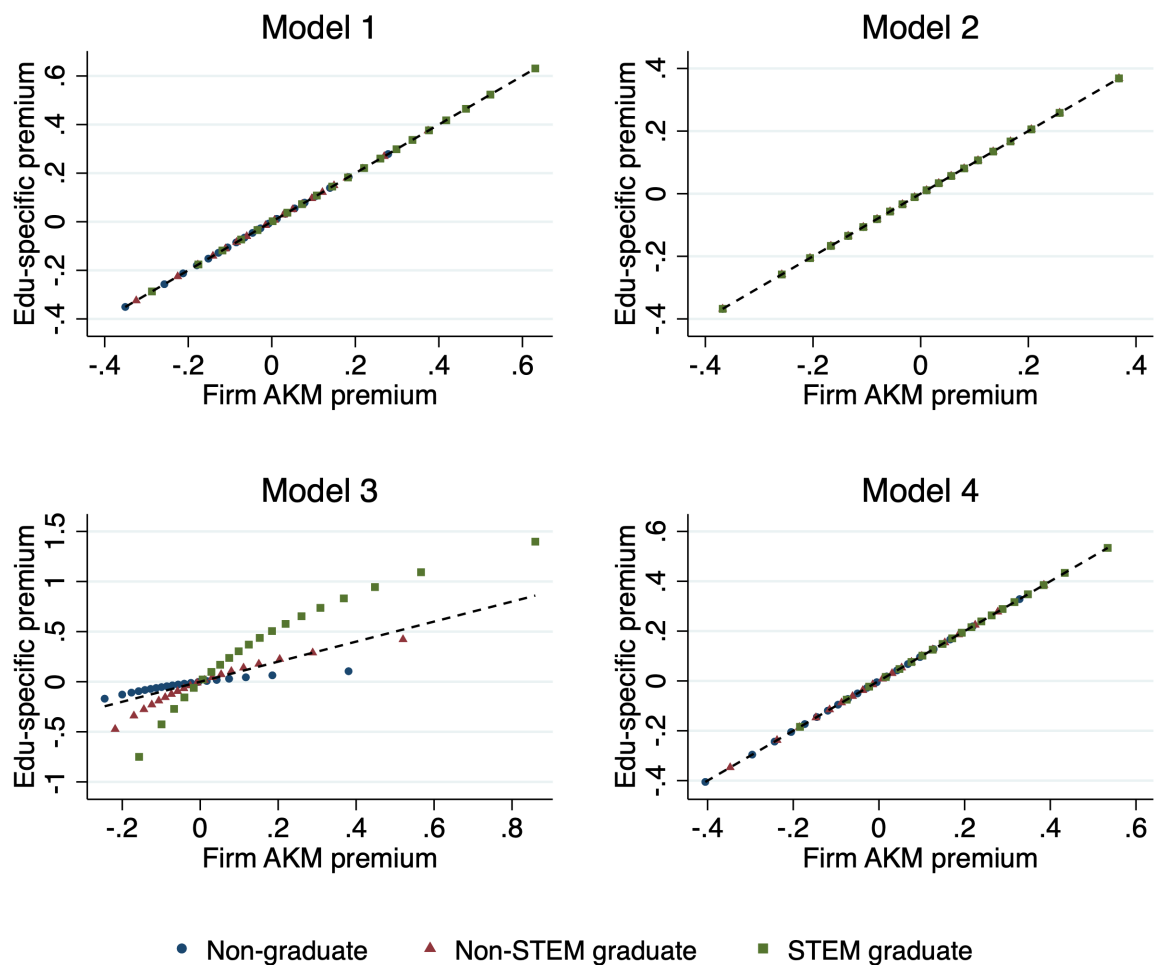 Model 1
Edu-specific premium
.6
.4
.2
0
-.2
-.4
-.4 -.2 0 .2 .4 .6
Firm AKM premium
Model 2
Edu-specific premium
.4
.2
0
-.2
-.4
-.4 -.2 0 .2 .4
Firm AKM premium
Model 3
Edu-specific premium
1.5
1
.5
0
-.5
-1
-.2 0 .2 .4 .6 .8
Firm AKM premium
Model 4
Edu-specific premium
.6
.4
.2
0
-.2
-.4
-.4 -.2 0 .2 .4 .6
Firm AKM premium
Non-graduate Non-STEM graduate STEM graduate